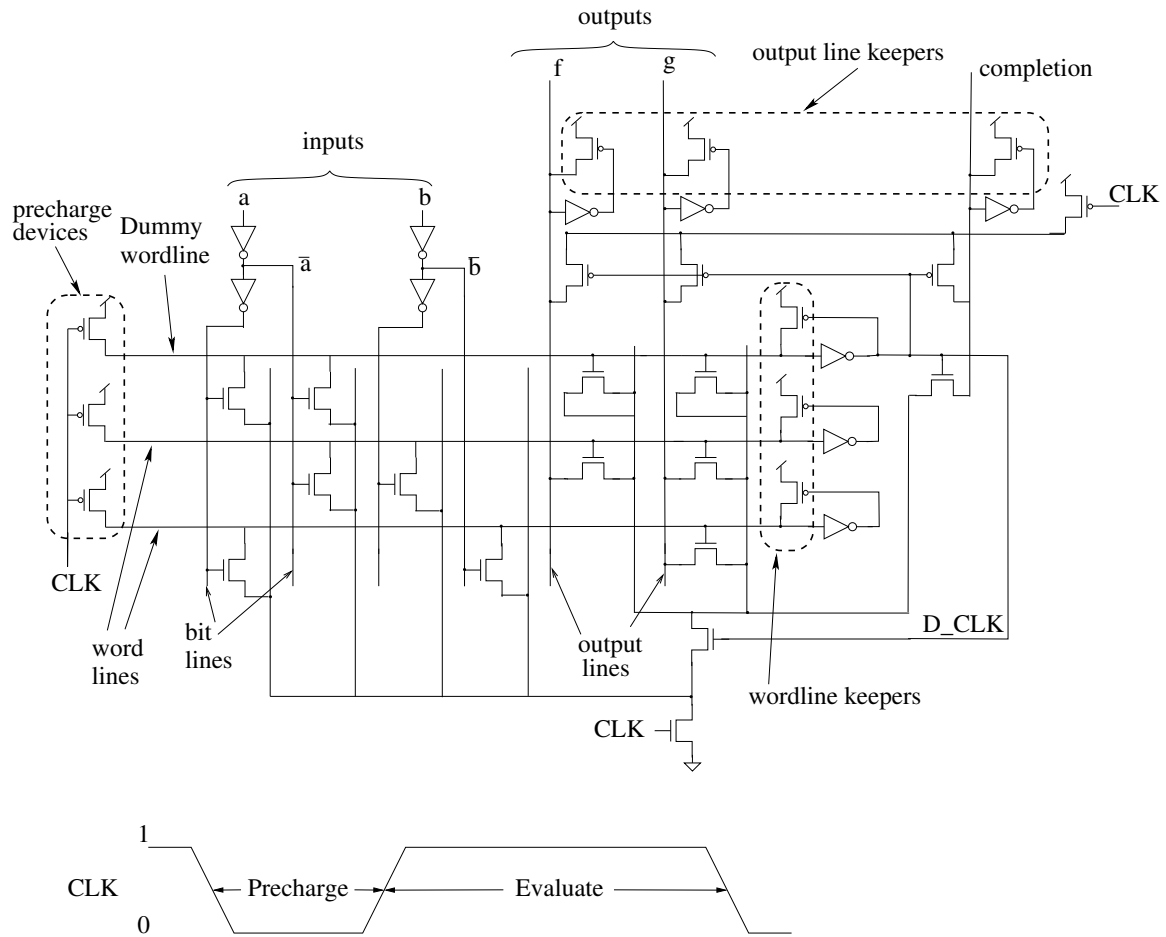 outputs
f
g
output line keepers
completion
inputs
a
b
CLK
precharge
devices
Dummy
wordline
a̅
b̅
CLK
word
lines
bit
lines
output
lines
D_CLK
wordline keepers
CLK
1
CLK
Precharge
Evaluate
0